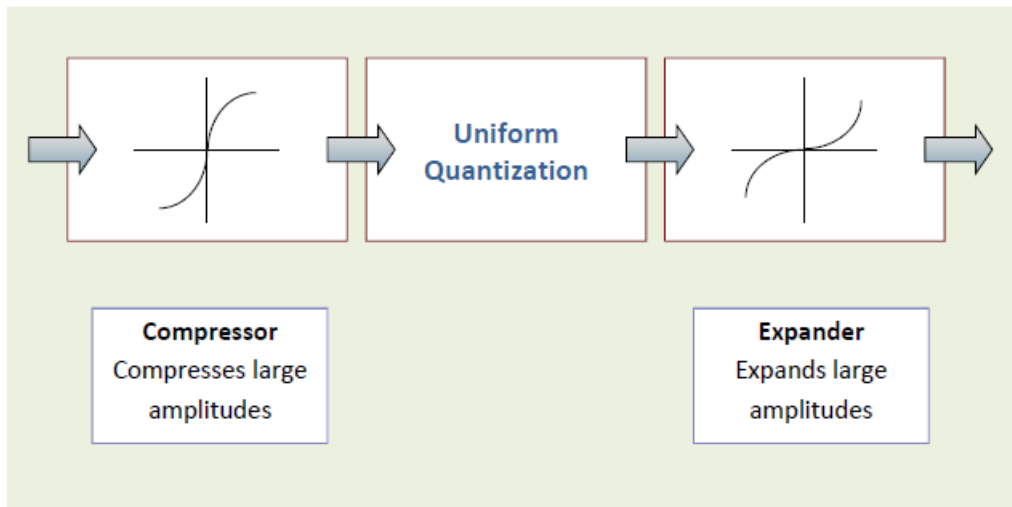 Uniform
Quantization
Compressor
Compresses large
amplitudes
Expander
Expands large
amplitudes